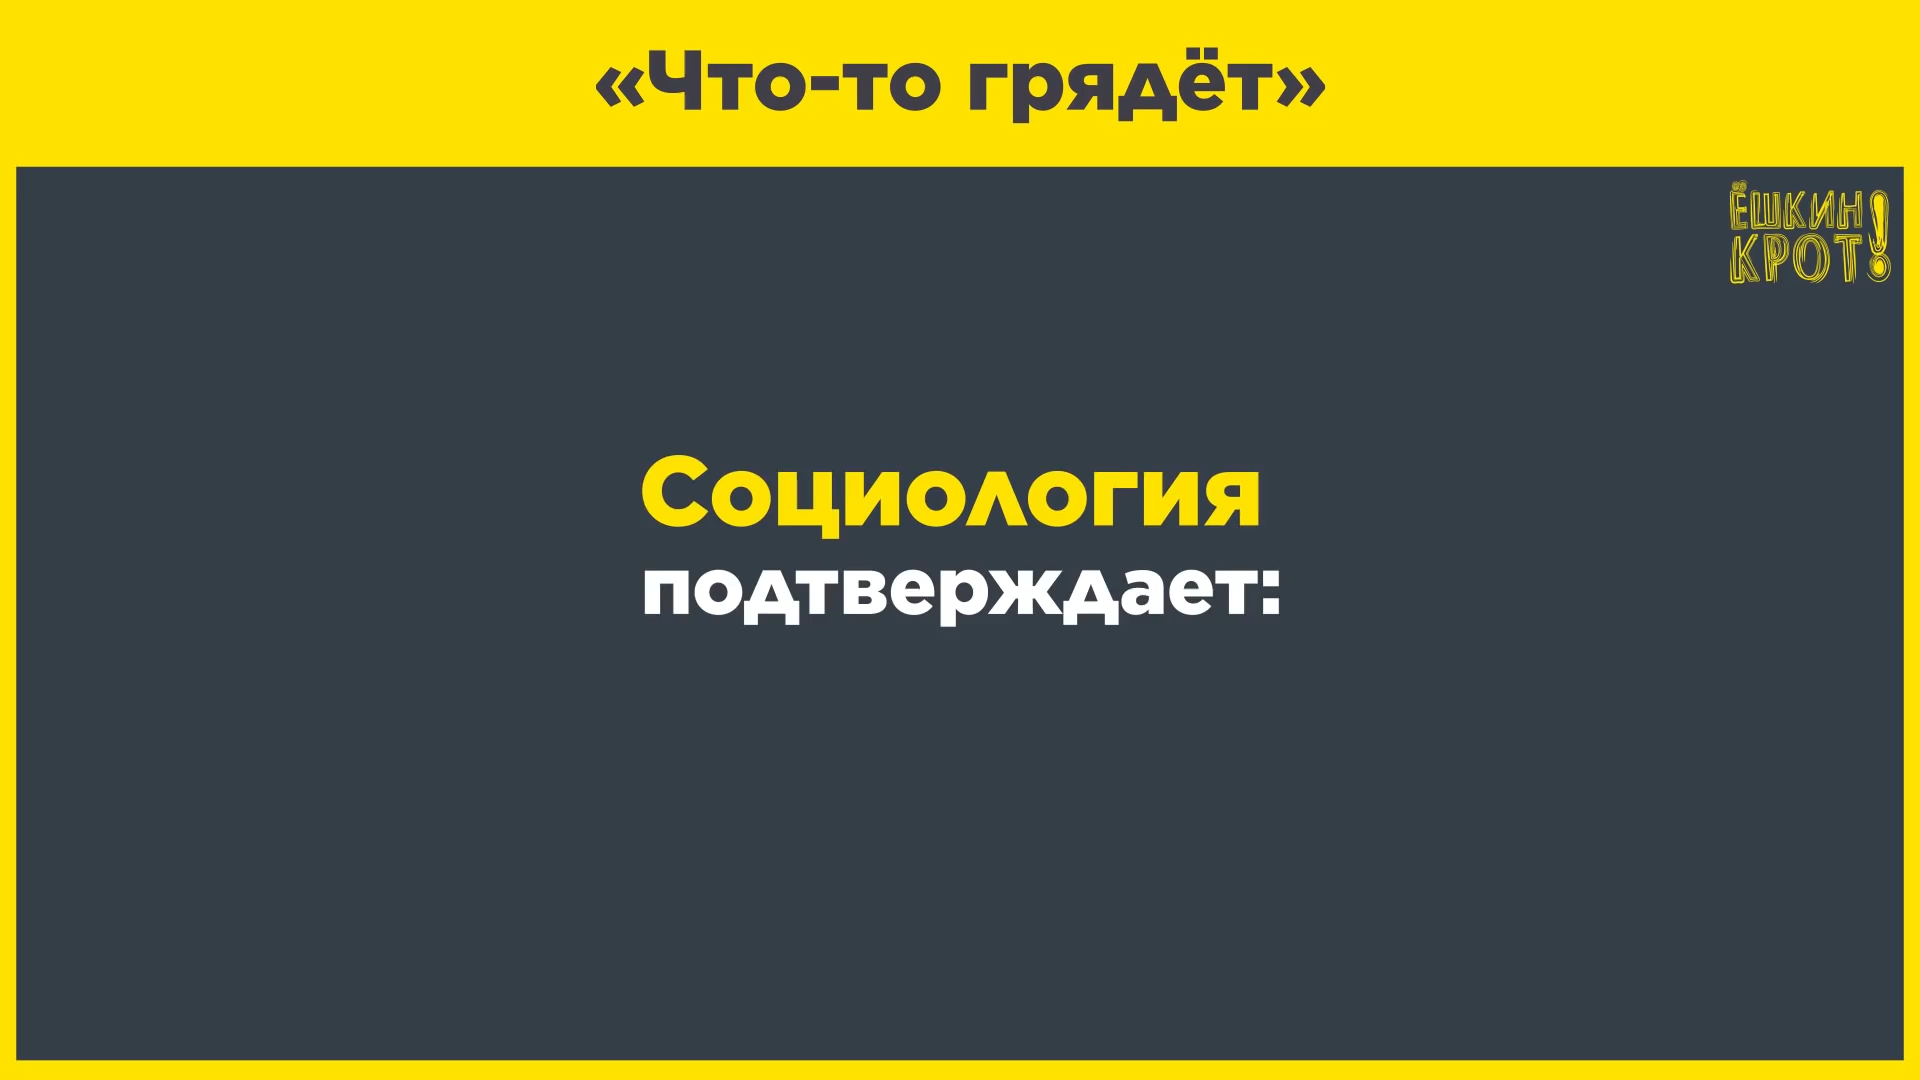 «Что-то грядёт»
ЁШКИН
КРОТ!
Социология
подтверждает: